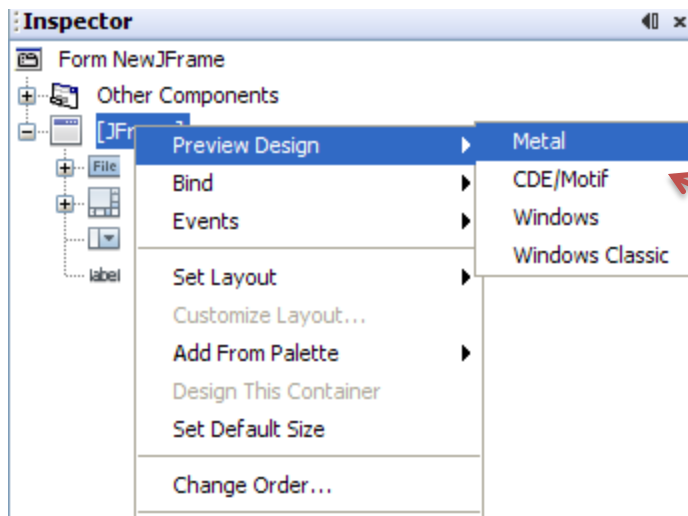 Inspector
Form NewJFrame
Other Components
[JFr
File
label
Preview Design
Bind
Events
Set Layout
Customize Layout...
Add From Palette
Design This Container
Set Default Size
Change Order...
Metal
CDE/Motif
Windows
Windows Classic